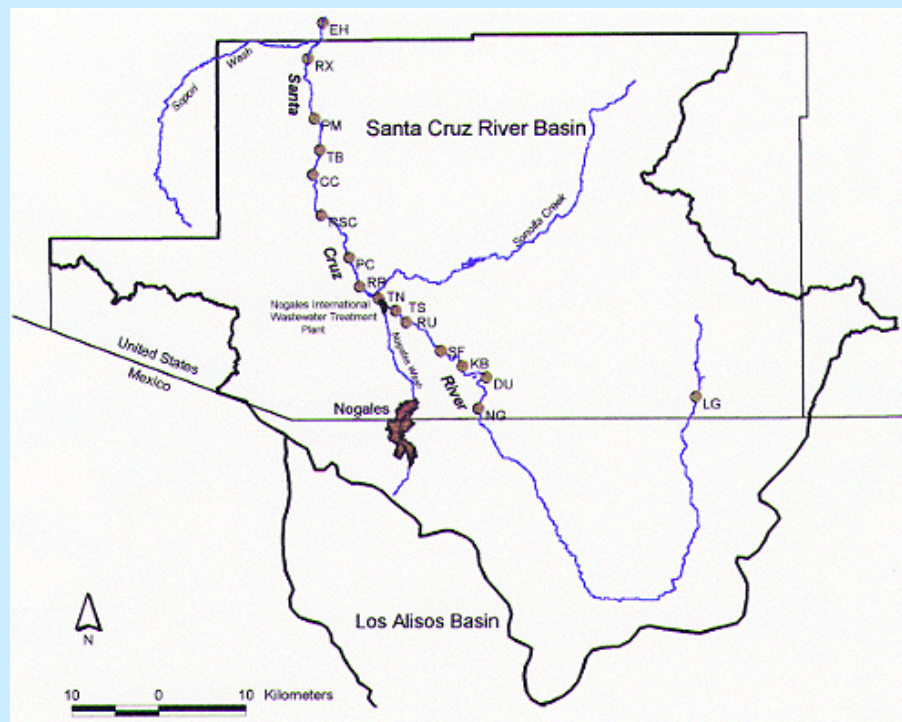 EH
Wash
Sopori
RX
Santa
PM
Santa Cruz River Basin
TB
CC
RSC
Sonoita Creek
Cruz
PC
RR
TN
Nogales International
Wastewater Treatment
Plant
TS
RU
Nogales Wash
SF
KB
DU
River
United States
Mexico
Nogales
NG
LG
Los Alisos Basin
N
10 0 10 Kilometers